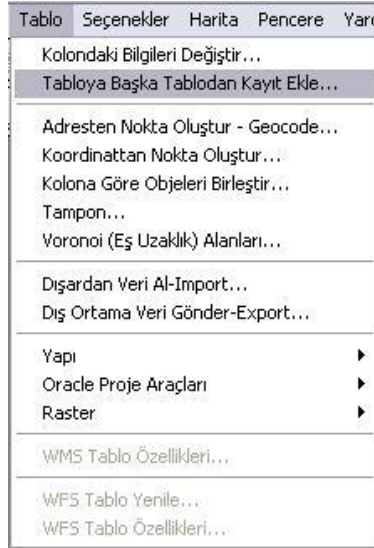 Tablo Seçenekler Harita Pencere Yard
Kolondaki Bilgileri Değiştir...
Tabloya Başka Tablodan Kayıt Ekle...
Adresten Nokta Oluştur - Geocode...
Koordinattan Nokta Oluştur...
Kolona Göre Objeleri Birleştir...
Tampon...
Voronoi (Eş Uzaklık) Alanları...
Dışardan Veri Al-Import...
Dış Ortama Veri Gönder-Export...
Yapı
Oracle Proje Araçları
Raster
WMS Tablo Özellikleri...
WFS Tablo Yenile...
WFS Tablo Özellikleri...